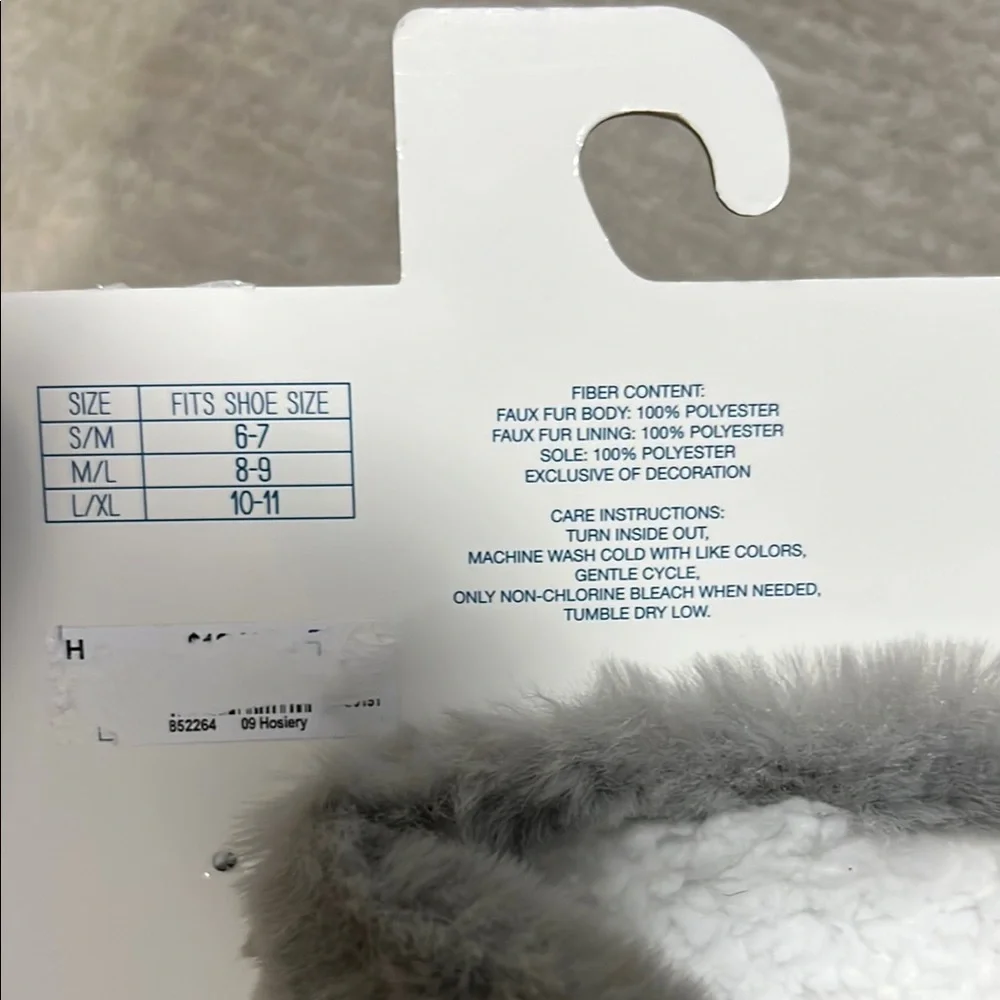 SIZE FITS SHOE SIZE
S/M 6-7
M/L 8-9
L/XL 10-11
FIBER CONTENT:
FAUX FUR BODY: 100% POLYESTER
FAUX FUR LINING: 100% POLYESTER
SOLE: 100% POLYESTER
EXCLUSIVE OF DECORATION
CARE INSTRUCTIONS:
TURN INSIDE OUT,
MACHINE WASH COLD WITH LIKE COLORS,
GENTLE CYCLE,
ONLY NON-CHLORINE BLEACH WHEN NEEDED,
TUMBLE DRY LOW.
H
852264 09 Hosiery